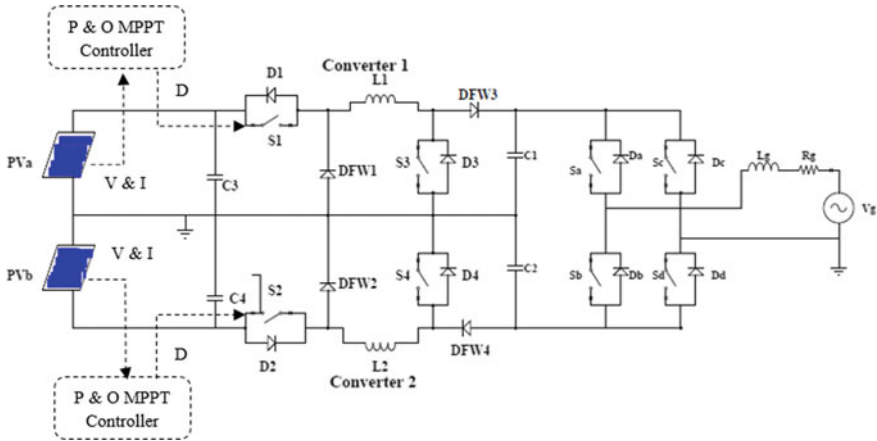 P & O MPPT
Controller
D
D1
S1
Converter 1
L1
DFW3
PVa
V & I
C3
DFW1
S3
D3
C1
Sa
Da
Sc
Dc
Lg
Rg
Vg
PVb
V & I
C4
S2
DFW2
S4
D4
C2
Sb
Db
Sd
Dd
D
D2
L2
DFW4
Converter 2
P & O MPPT
Controller